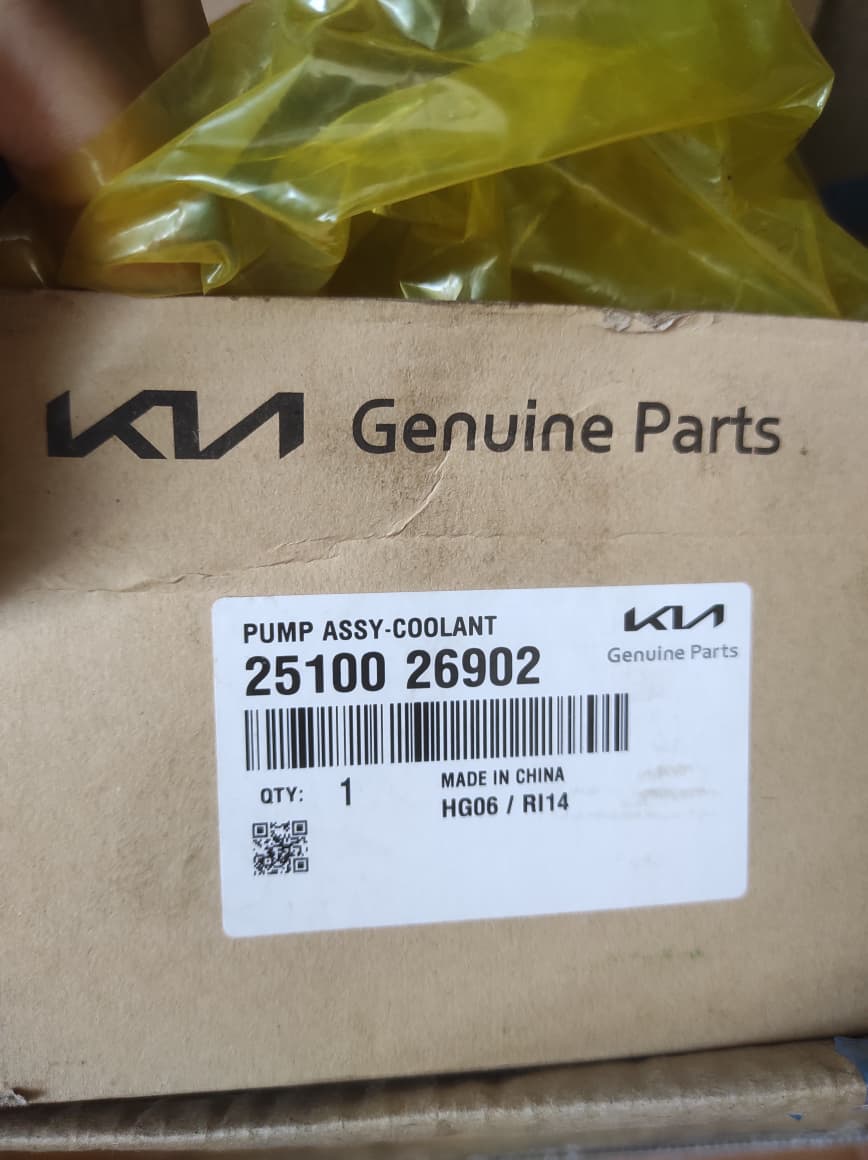 KIA Genuine Parts
PUMP ASSY-COOLANT
KIA
Genuine Parts
25100 26902
QTY: 1
MADE IN CHINA
HG06 / RI14